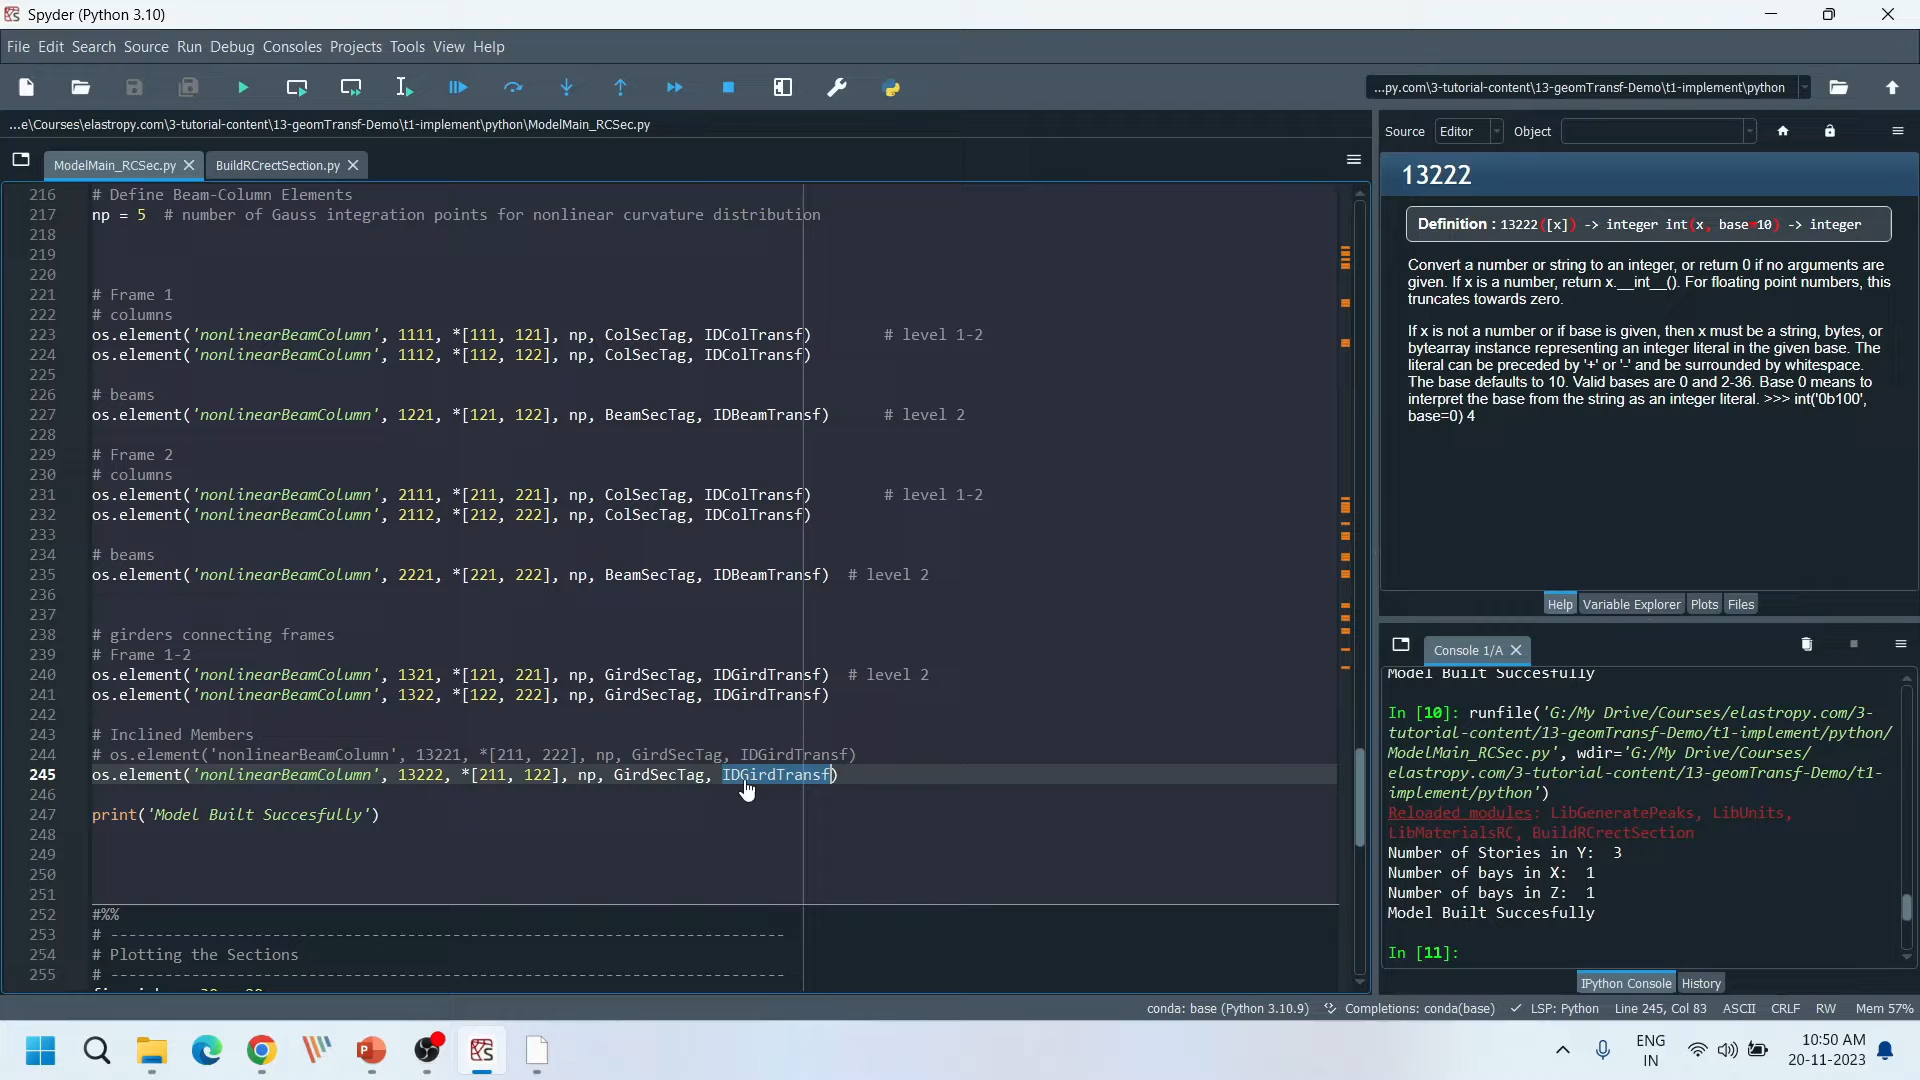 Spyder (Python 3.10)
File Edit Search Source Run Debug Consoles Projects Tools View Help
...py.com\3-tutorial-content\13-geomTransf-Demo\t1-implement\python
...e\Courses\elastropy.com\3-tutorial-content\13-geomTransf-Demo\t1-implement\python\ModelMain_RCSec.py
ModelMain_RCSec.py
BuildRCrectSection.py
216 # Define Beam-Column Elements
217 np = 5 # number of Gauss integration points for nonlinear curvature distribution
218
219
220
221 # Frame 1
222 # columns
223 os.element('nonlinearBeamColumn', 1111, *[111, 121], np, ColSecTag, IDColTransf) # level 1-2
224 os.element('nonlinearBeamColumn', 1112, *[112, 122], np, ColSecTag, IDColTransf)
225
226 # beams
227 os.element('nonlinearBeamColumn', 1221, *[121, 122], np, BeamSecTag, IDBeamTransf) # level 2
228
229 # Frame 2
230 # columns
231 os.element('nonlinearBeamColumn', 2111, *[211, 221], np, ColSecTag, IDColTransf) # level 1-2
232 os.element('nonlinearBeamColumn', 2112, *[212, 222], np, ColSecTag, IDColTransf)
233
234 # beams
235 os.element('nonlinearBeamColumn', 2221, *[221, 222], np, BeamSecTag, IDBeamTransf) # level 2
236
237
238 # girders connecting frames
239 # Frame 1-2
240 os.element('nonlinearBeamColumn', 1321, *[121, 221], np, GirdSecTag, IDGirdTransf) # level 2
241 os.element('nonlinearBeamColumn', 1322, *[122, 222], np, GirdSecTag, IDGirdTransf)
242
243 # Inclined Members
244 # os.element('nonlinearBeamColumn', 13221, *[211, 222], np, GirdSecTag, IDGirdTransf)
245 os.element('nonlinearBeamColumn', 13222, *[211, 122], np, GirdSecTag, IDGirdTransf)
246
247 print('Model Built Succesfully')
248
249
250
251
252 #%%
253 # ---------------------------------------------------------------------------
254 # Plotting the Sections
255 # ---------------------------------------------------------------------------
Source Editor Object
13222
Definition : 13222([x]) -> integer int(x, base=10) -> integer
Convert a number or string to an integer, or return 0 if no arguments are
given. If x is a number, return x.__int__(). For floating point numbers, this
truncates towards zero.
If x is not a number or if base is given, then x must be a string, bytes, or
bytearray instance representing an integer literal in the given base. The
literal can be preceded by '+' or '-' and be surrounded by whitespace.
The base defaults to 10. Valid bases are 0 and 2-36. Base 0 means to
interpret the base from the string as an integer literal. >>> int('0b100',
base=0) 4
Help Variable Explorer Plots Files
Console 1/A
Model Built Succesfully
In [10]: runfile('G:/My Drive/Courses/elastropy.com/3-
tutorial-content/13-geomTransf-Demo/t1-implement/python/
ModelMain_RCSec.py', wdir='G:/My Drive/Courses/
elastropy.com/3-tutorial-content/13-geomTransf-Demo/t1-
implement/python')
Reloaded modules: LibGeneratePeaks, LibUnits,
LibMaterialsRC, BuildRCrectSection
Number of Stories in Y: 3
Number of bays in X: 1
Number of bays in Z: 1
Model Built Succesfully
In [11]:
IPython Console History
conda: base (Python 3.10.9) Completions: conda(base) LSP: Python Line 245, Col 83 ASCII CRLF RW Mem 57%
ENG
IN
10:50 AM
20-11-2023